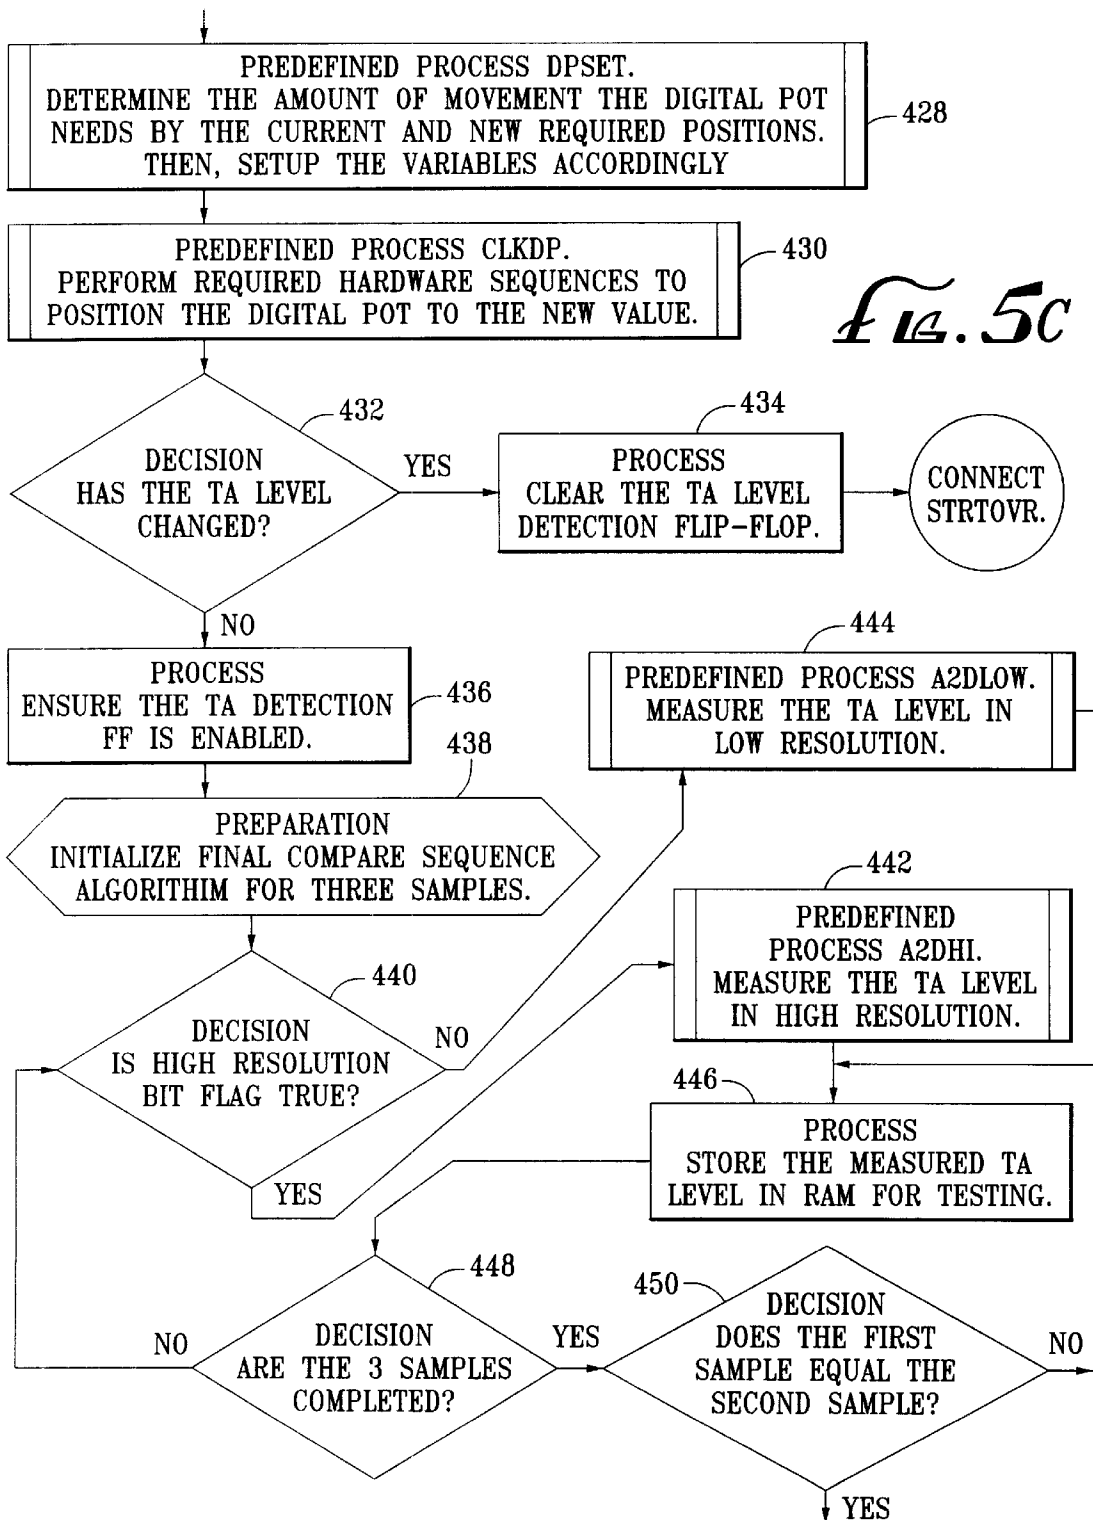 PREDEFINED PROCESS DPSET.
DETERMINE THE AMOUNT OF MOVEMENT THE DIGITAL POT
NEEDS BY THE CURRENT AND NEW REQUIRED POSITIONS.
THEN, SETUP THE VARIABLES ACCORDINGLY
428
PREDEFINED PROCESS CLKDP.
PERFORM REQUIRED HARDWARE SEQUENCES TO
POSITION THE DIGITAL POT TO THE NEW VALUE.
430
FIG. 5C
432
DECISION
HAS THE TA LEVEL
CHANGED?
YES
434
PROCESS
CLEAR THE TA LEVEL
DETECTION FLIP-FLOP.
CONNECT
STRTOVR.
NO
PROCESS
ENSURE THE TA DETECTION
FF IS ENABLED.
436
444
PREDEFINED PROCESS A2DLOW.
MEASURE THE TA LEVEL IN
LOW RESOLUTION.
438
PREPARATION
INITIALIZE FINAL COMPARE SEQUENCE
ALGORITHIM FOR THREE SAMPLES.
442
PREDEFINED
PROCESS A2DHI.
MEASURE THE TA LEVEL
IN HIGH RESOLUTION.
440
DECISION
IS HIGH RESOLUTION
BIT FLAG TRUE?
NO
YES
446
PROCESS
STORE THE MEASURED TA
LEVEL IN RAM FOR TESTING.
448
DECISION
ARE THE 3 SAMPLES
COMPLETED?
NO
YES
450
DECISION
DOES THE FIRST
SAMPLE EQUAL THE
SECOND SAMPLE?
NO
YES